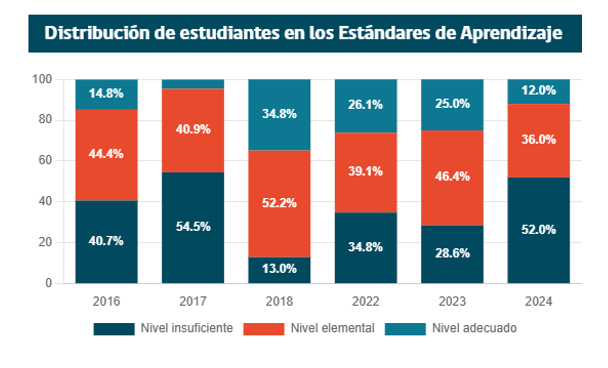 Distribución de estudiantes en los Estándares de Aprendizaje
100
80
60
40
20
0
14.8% 34.8% 26.1% 25.0% 12.0%
44.4% 40.9% 52.2% 39.1% 46.4% 36.0%
40.7% 54.5% 13.0% 34.8% 28.6% 52.0%
2016 2017 2018 2022 2023 2024
Nivel insuficiente Nivel elemental Nivel adecuado